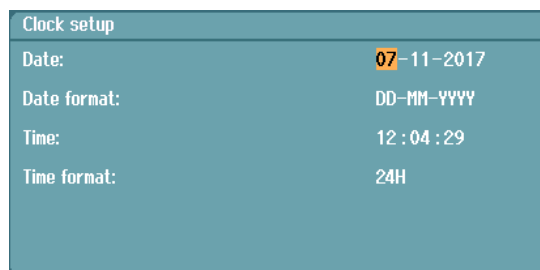 Clock setup
Date: 07-11-2017
Date format: DD-MM-YYYY
Time: 12:04:29
Time format: 24H